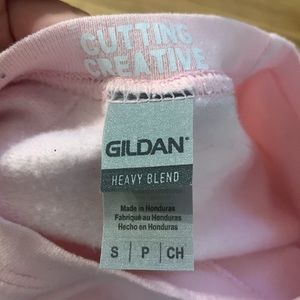 CUTTING
CREATIVE
GILDAN
HEAVY BLEND
Made in Honduras
Fabriqué au Honduras
Hecho en Honduras
S | P | CH